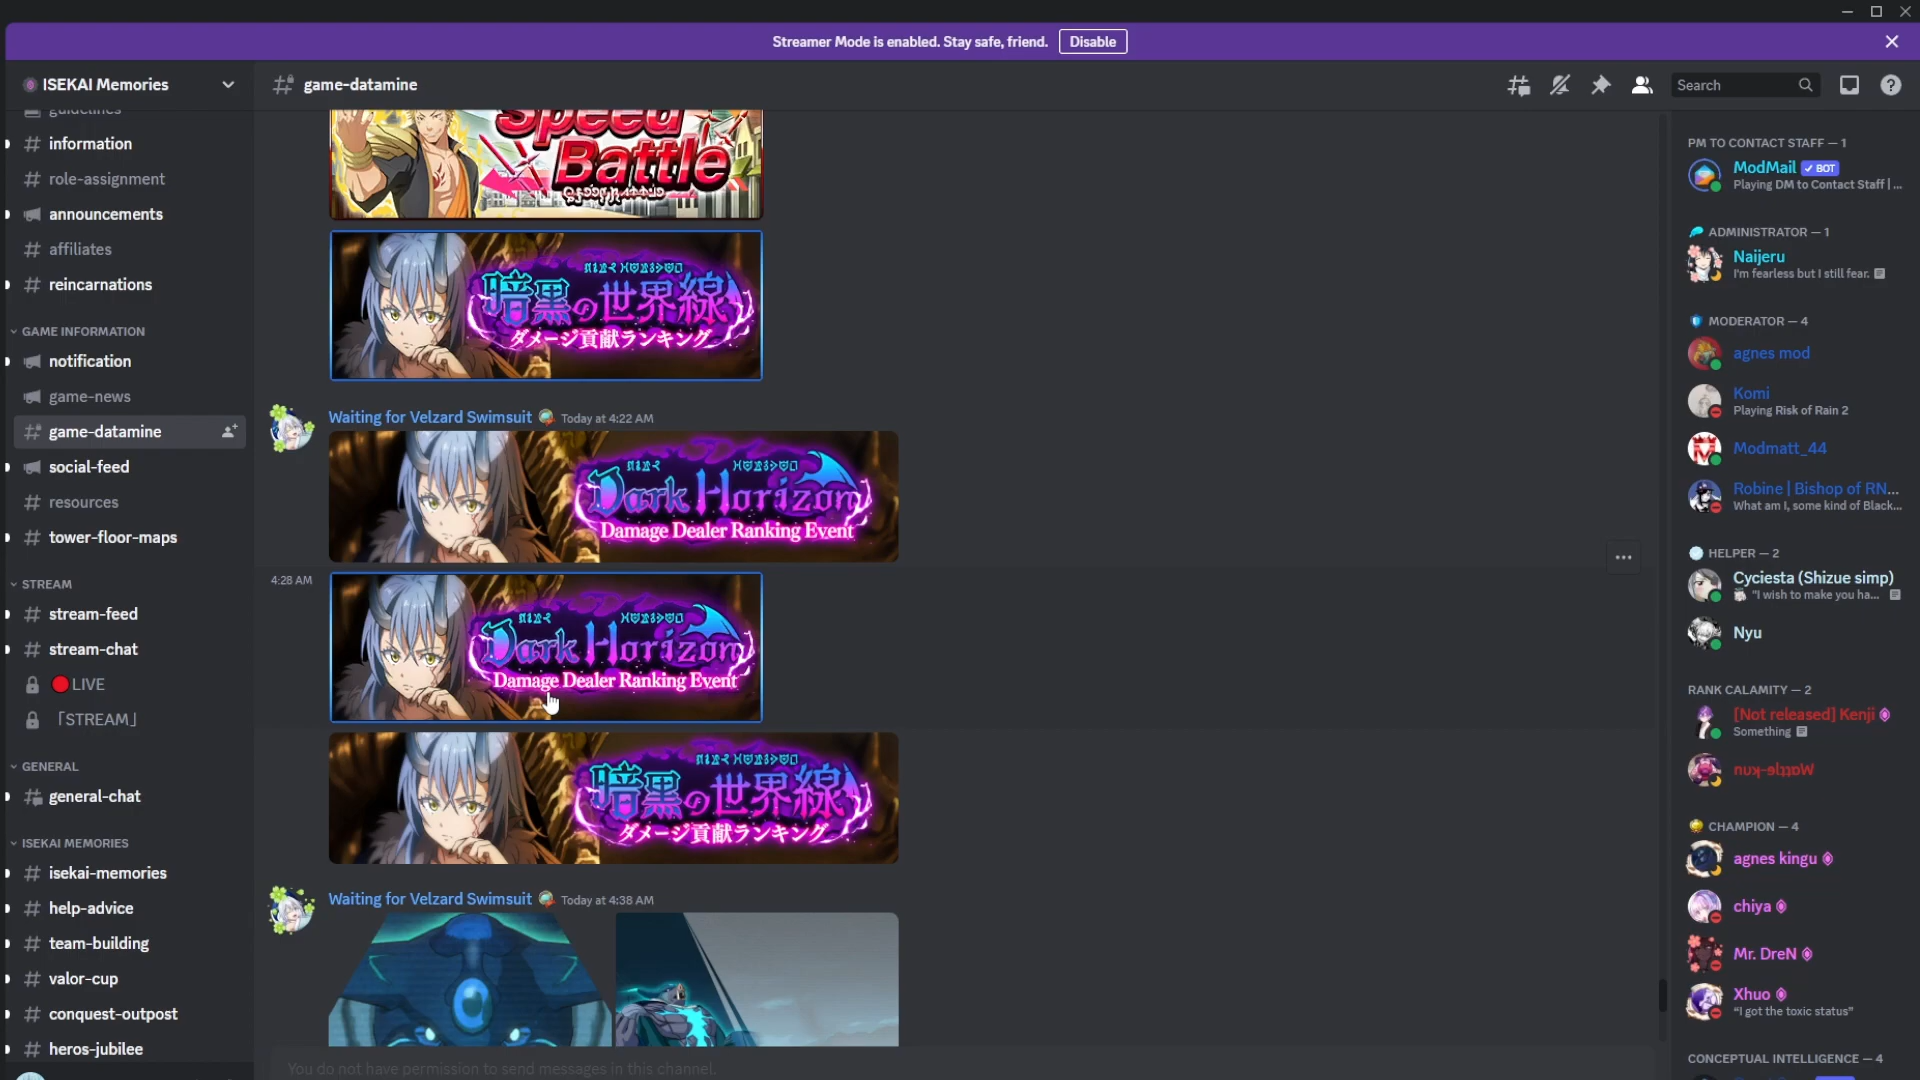 Streamer Mode is enabled. Stay safe, friend. Disable
ISEKAI Memories
game-datamine
Search
guidelines
information
role-assignment
announcements
affiliates
reincarnations
GAME INFORMATION
notification
game-news
game-datamine
social-feed
resources
tower-floor-maps
STREAM
stream-feed
stream-chat
LIVE
「STREAM」
GENERAL
general-chat
ISEKAI MEMORIES
isekai-memories
help-advice
team-building
valor-cup
conquest-outpost
heros-jubilee
Speed
Battle
暗黒の世界線
ダメージ貢献ランキング
Waiting for Velzard Swimsuit Today at 4:22 AM
Dark Horizon
Damage Dealer Ranking Event
4:28 AM
Dark Horizon
Damage Dealer Ranking Event
暗黒の世界線
ダメージ貢献ランキング
Waiting for Velzard Swimsuit Today at 4:38 AM
You do not have permission to send messages in this channel.
PM TO CONTACT STAFF — 1
ModMail ✓ BOT
Playing DM to Contact Staff | ...
ADMINISTRATOR — 1
Naijeru
I'm fearless but I still fear.
MODERATOR — 4
agnes mod
Komi
Playing Risk of Rain 2
Modmatt_44
Robine | Bishop of RN...
What am I, some kind of Black...
HELPER — 2
Cyciesta (Shizue simp)
"I wish to make you ha...
Nyu
RANK CALAMITY — 2
[Not released] Kenji
Something
CHAMPION — 4
agnes kingu
chiya
Mr. DreN
Xhuo
"I got the toxic status"
CONCEPTUAL INTELLIGENCE — 4